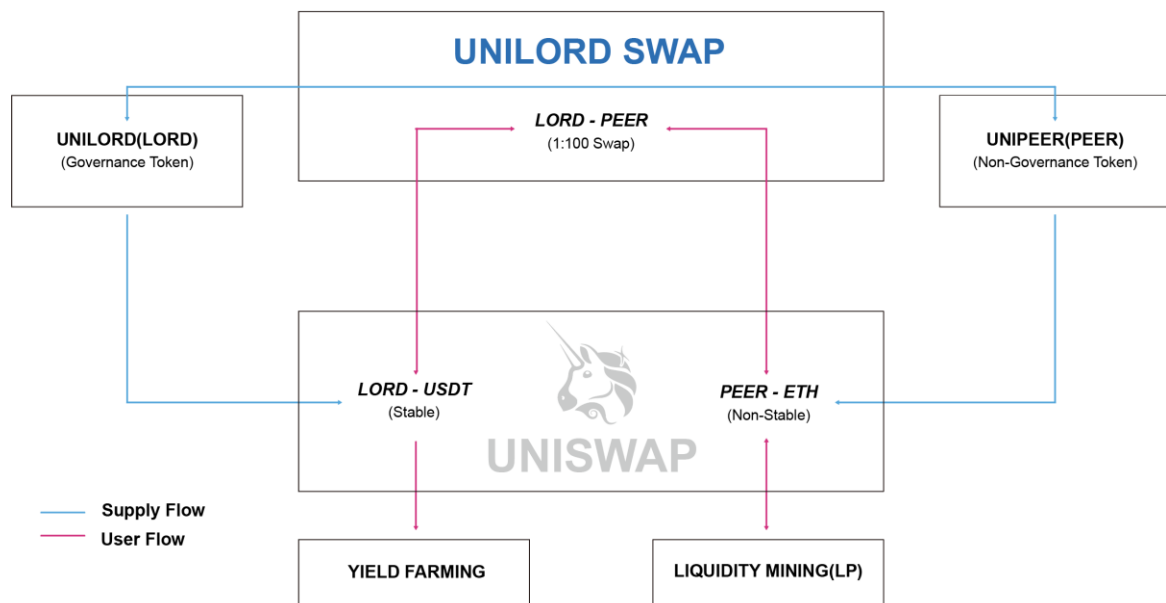 UNILORD SWAP
UNILORD(LORD)
(Governance Token)
LORD - PEER
(1:100 Swap)
UNIPEER(PEER)
(Non-Governance Token)
LORD - USDT
(Stable)
PEER - ETH
(Non-Stable)
UNISWAP
Supply Flow
User Flow
YIELD FARMING
LIQUIDITY MINING(LP)